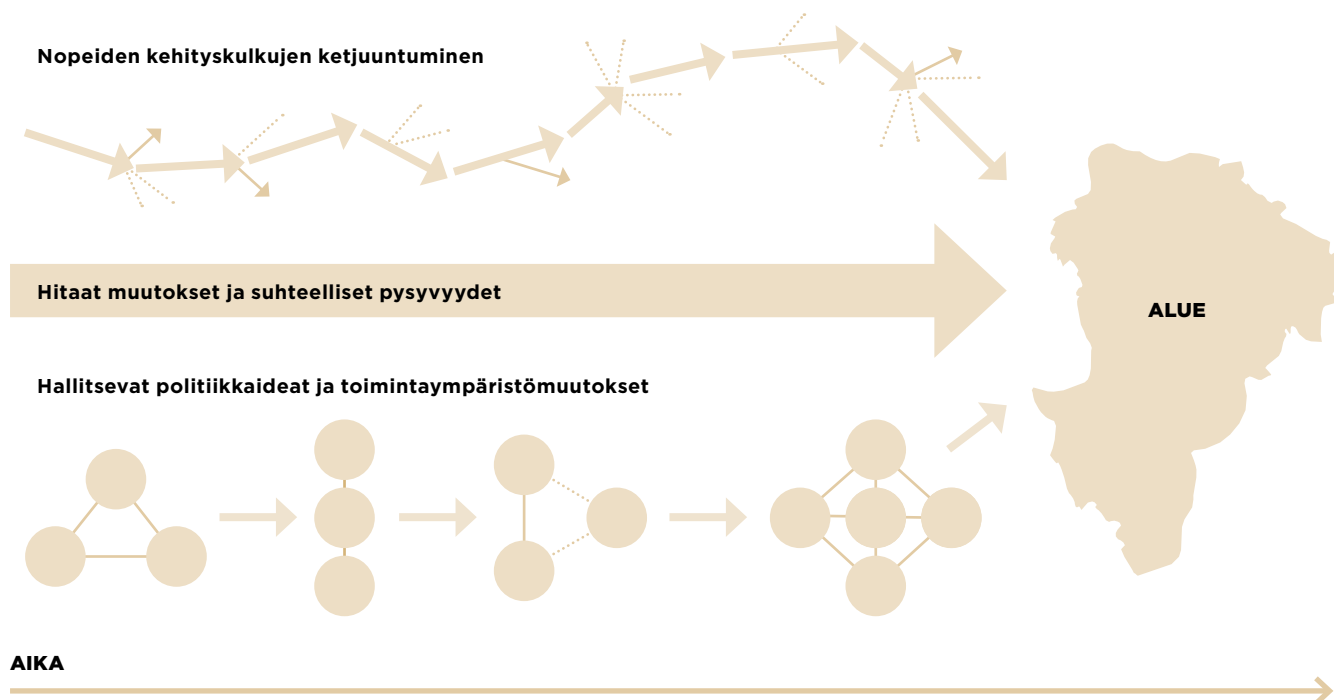 Nopeiden kehityskulkujen ketjuuntuminen
Hitaat muutokset ja suhteelliset pysyvyydet
ALUE
Hallitsevat politiikkaideat ja toimintaympäristömuutokset
AIKA